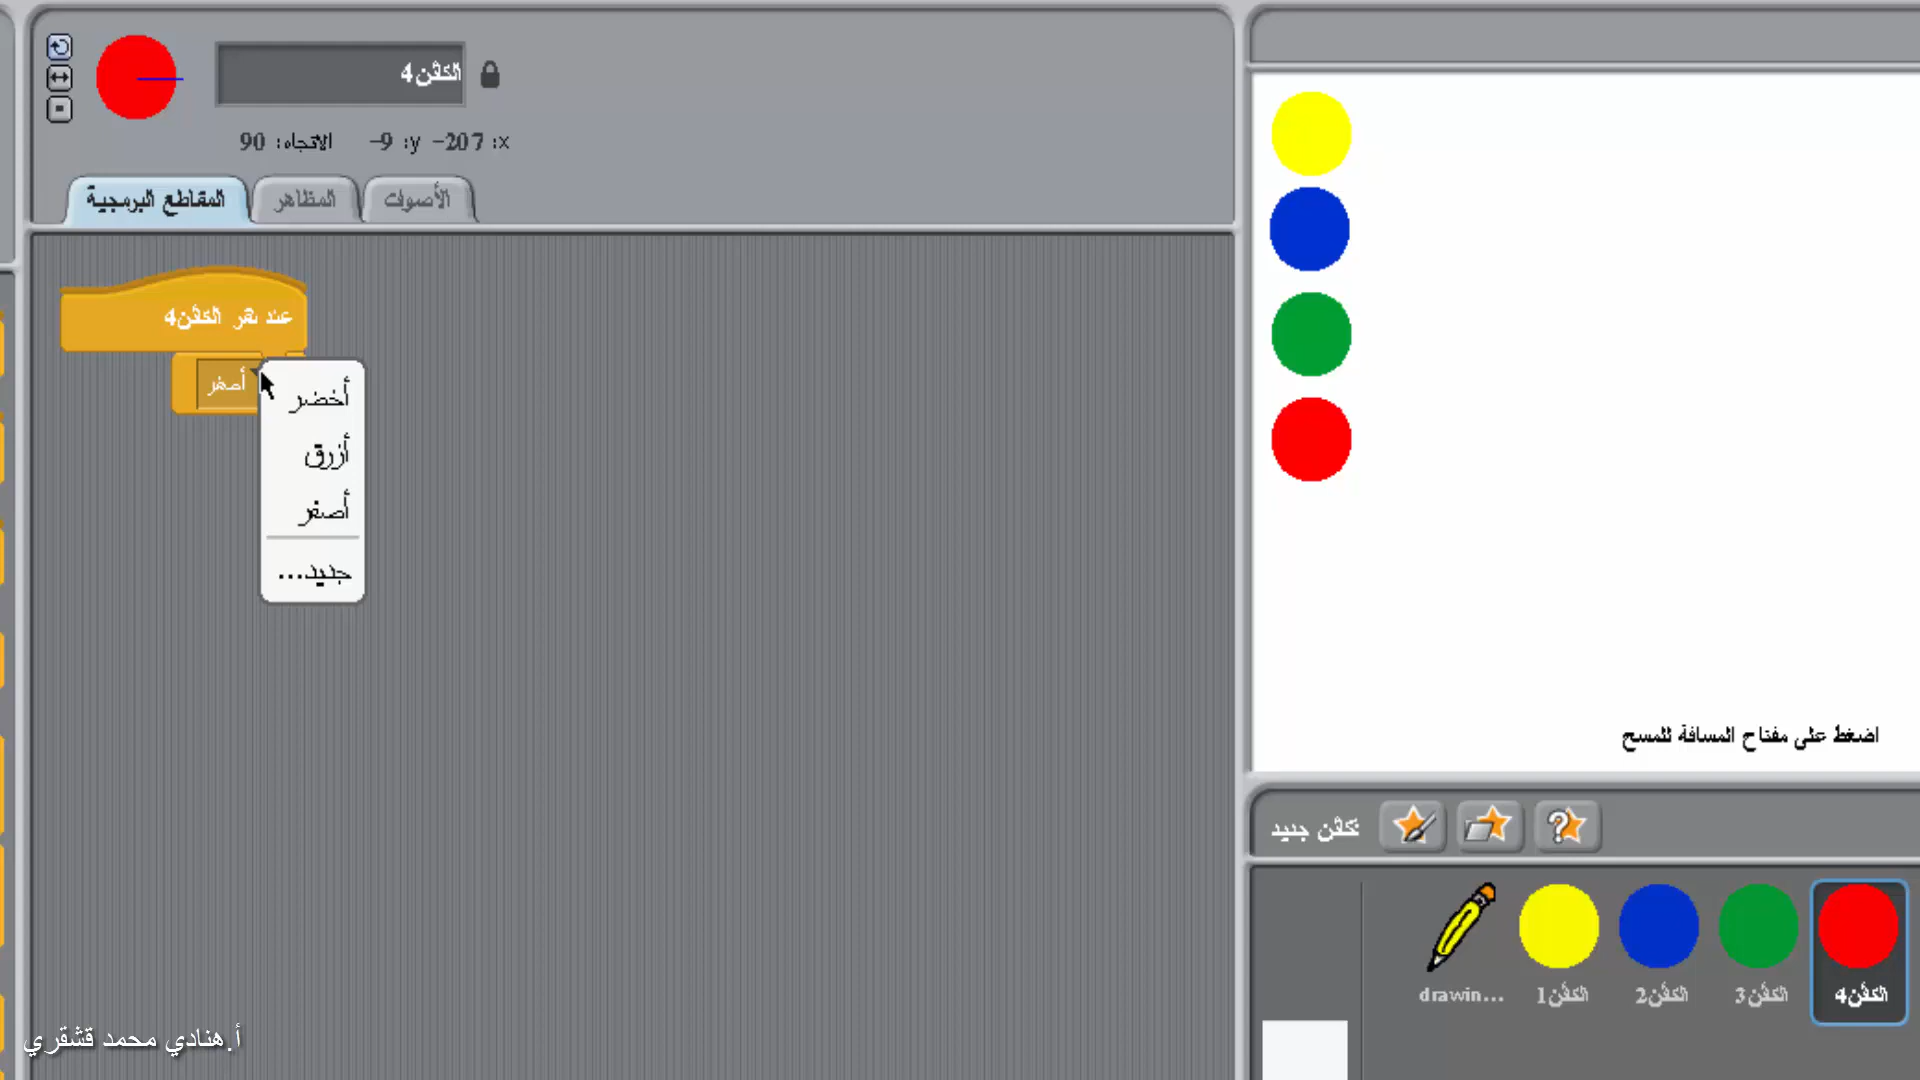 الكائن4
x: -207 y: -9 الاتجاه: 90
المقاطع البرمجية
المظاهر
الأصوات
عند نقر الكائن4
أصفر
أخضر
أزرق
أصفر
جديد...
اضغط على مفتاح المسافة للمسح
كائن جديد
drawin...
الكائن1
الكائن2
الكائن3
الكائن4
أ.هنادي محمد قشقري